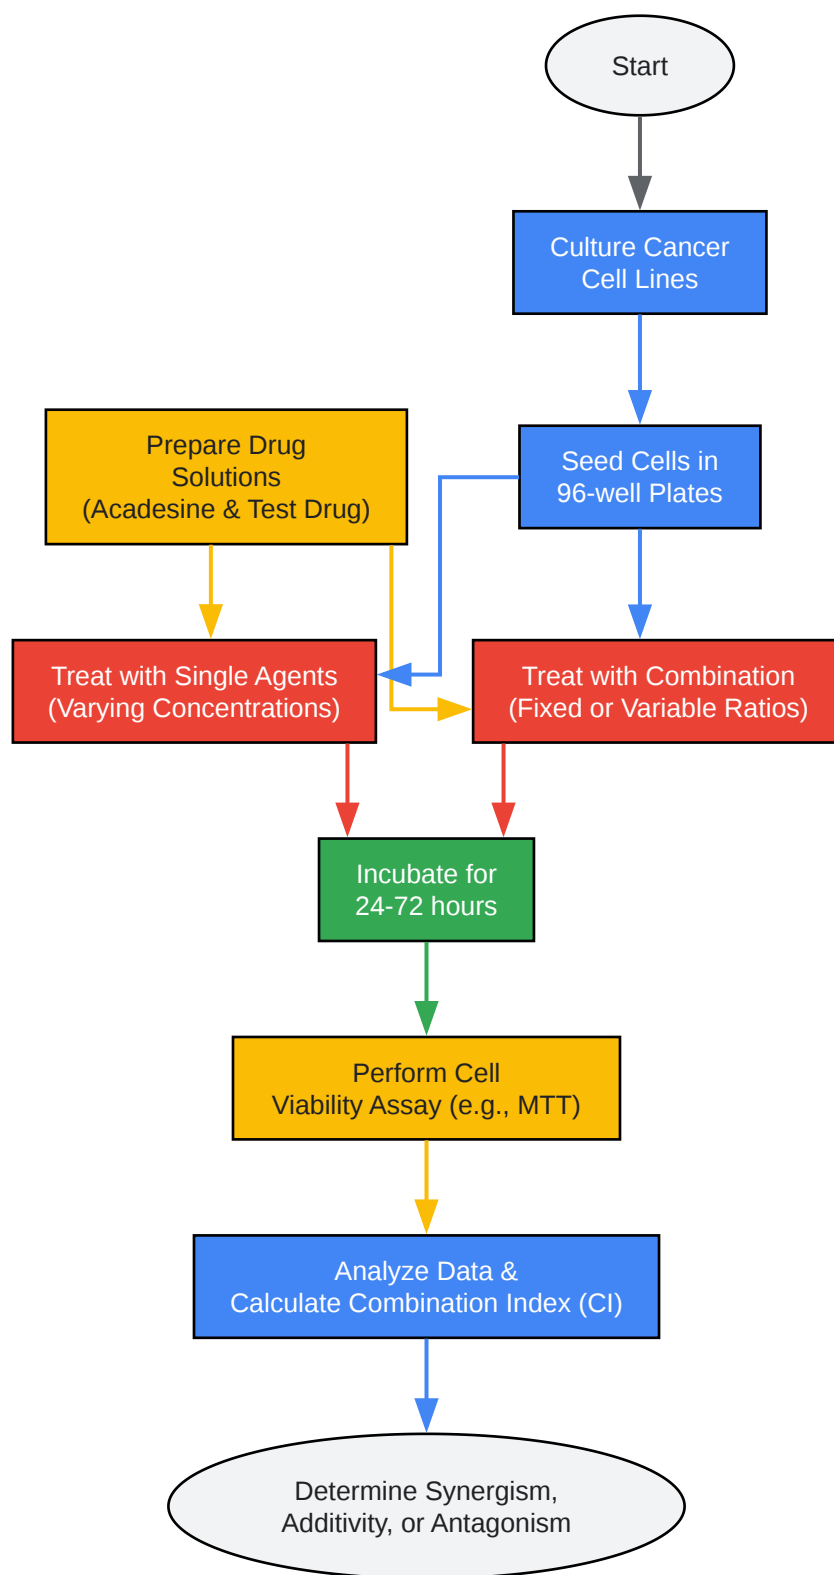 Start
Culture Cancer
Cell Lines
Prepare Drug
Solutions
(Acadesine & Test Drug)
Seed Cells in
96-well Plates
Treat with Single Agents
(Varying Concentrations)
Treat with Combination
(Fixed or Variable Ratios)
Incubate for
24-72 hours
Perform Cell
Viability Assay (e.g., MTT)
Analyze Data &
Calculate Combination Index (CI)
Determine Synergism,
Additivity, or Antagonism